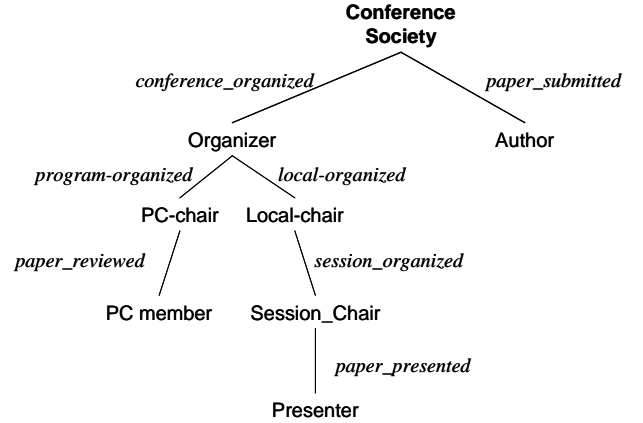 Conference
Society
conference_organized
paper_submitted
Organizer
Author
program-organized
local-organized
PC-chair
Local-chair
paper_reviewed
session_organized
PC member
Session_Chair
paper_presented
Presenter